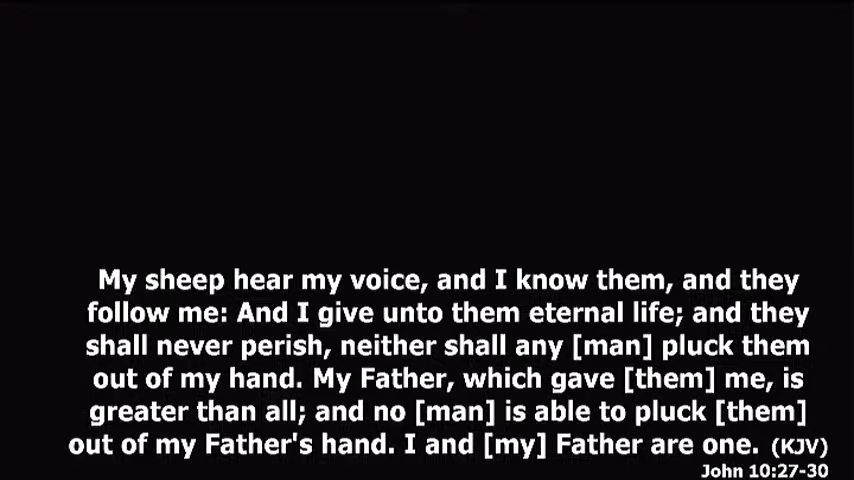 My sheep hear my voice, and I know them, and they
follow me: And I give unto them eternal life; and they
shall never perish, neither shall any [man] pluck them
out of my hand. My Father, which gave [them] me, is
greater than all; and no [man] is able to pluck [them]
out of my Father's hand. I and [my] Father are one. (KJV)
John 10:27-30